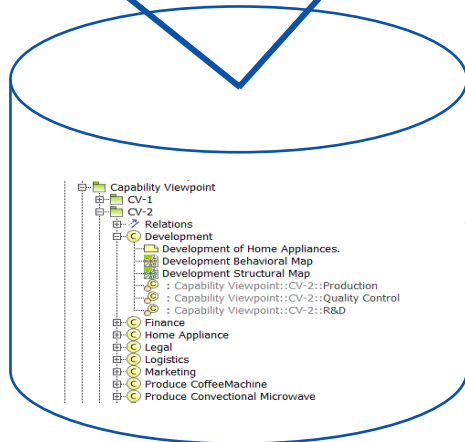 Capability Viewpoint
CV-1
CV-2
Relations
C Development
Development of Home Appliances.
Development Behavioral Map
Development Structural Map
C : Capability Viewpoint::CV-2::Production
C : Capability Viewpoint::CV-2::Quality Control
C : Capability Viewpoint::CV-2::R&D
C Finance
C Home Appliance
C Legal
C Logistics
C Marketing
C Produce CoffeeMachine
C Produce Convectional Microwave